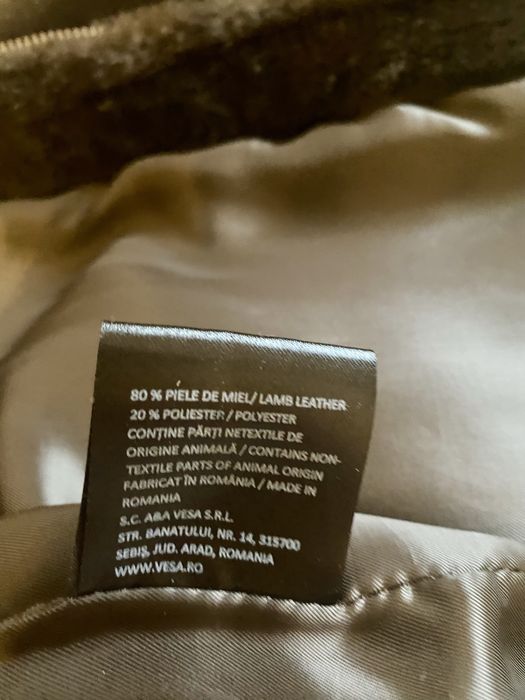 80 % PIELE DE MIEL/ LAMB LEATHER
20 % POLIESTER / POLYESTER
CONȚINE PĂRȚI NETEXTILE DE
ORIGINE ANIMALĂ / CONTAINS NON-
TEXTILE PARTS OF ANIMAL ORIGIN
FABRICAT ÎN ROMÂNIA / MADE IN
ROMANIA
S.C. A&A VESA S.R.L.
STR. BANATULUI, NR. 14, 315700
SEBIȘ, JUD. ARAD, ROMANIA
WWW.VESA.RO